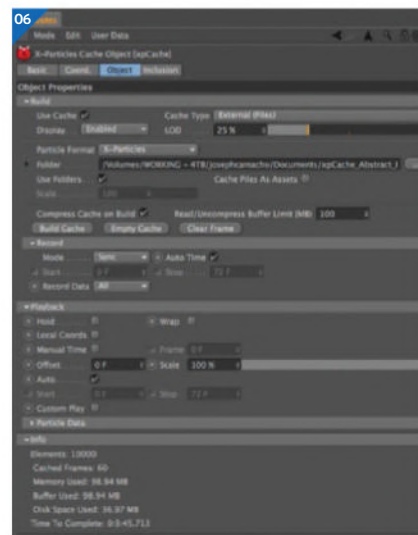 06
Mode Edit User Data
X-Particles Cache Object [xpCache]
Basic Coord. Object Inclusion
Object Properties
Build
Use Cache Cache Type External (Files)
Display Enabled LOD 25 %
Particle Format X-Particles
Folder /Volumes/WORKING - 4TB/josephcamacho/Documents/xpCache_Abstract_
Use Folders Cache Files As Assets
Scale 100
Compress Cache on Build Read/Uncompress Buffer Limit (MB) 100
Build Cache Empty Cache Clear Frame
Record
Mode Sync Auto Time
Start 0 F Stop 72 F
Record Data All
Playback
Hold Wrap
Local Coords
Manual Time Frame 0 F
Offset 0 F Scale 100 %
Auto
Start 0 F Stop 72 F
Custom Play
Particle Data
Info
Elements: 10000
Cached Frames: 60
Memory Used: 98.94 MB
Buffer Used: 98.94 MB
Disk Space Used: 36.97 MB
Time To Complete: 0:0:45.713